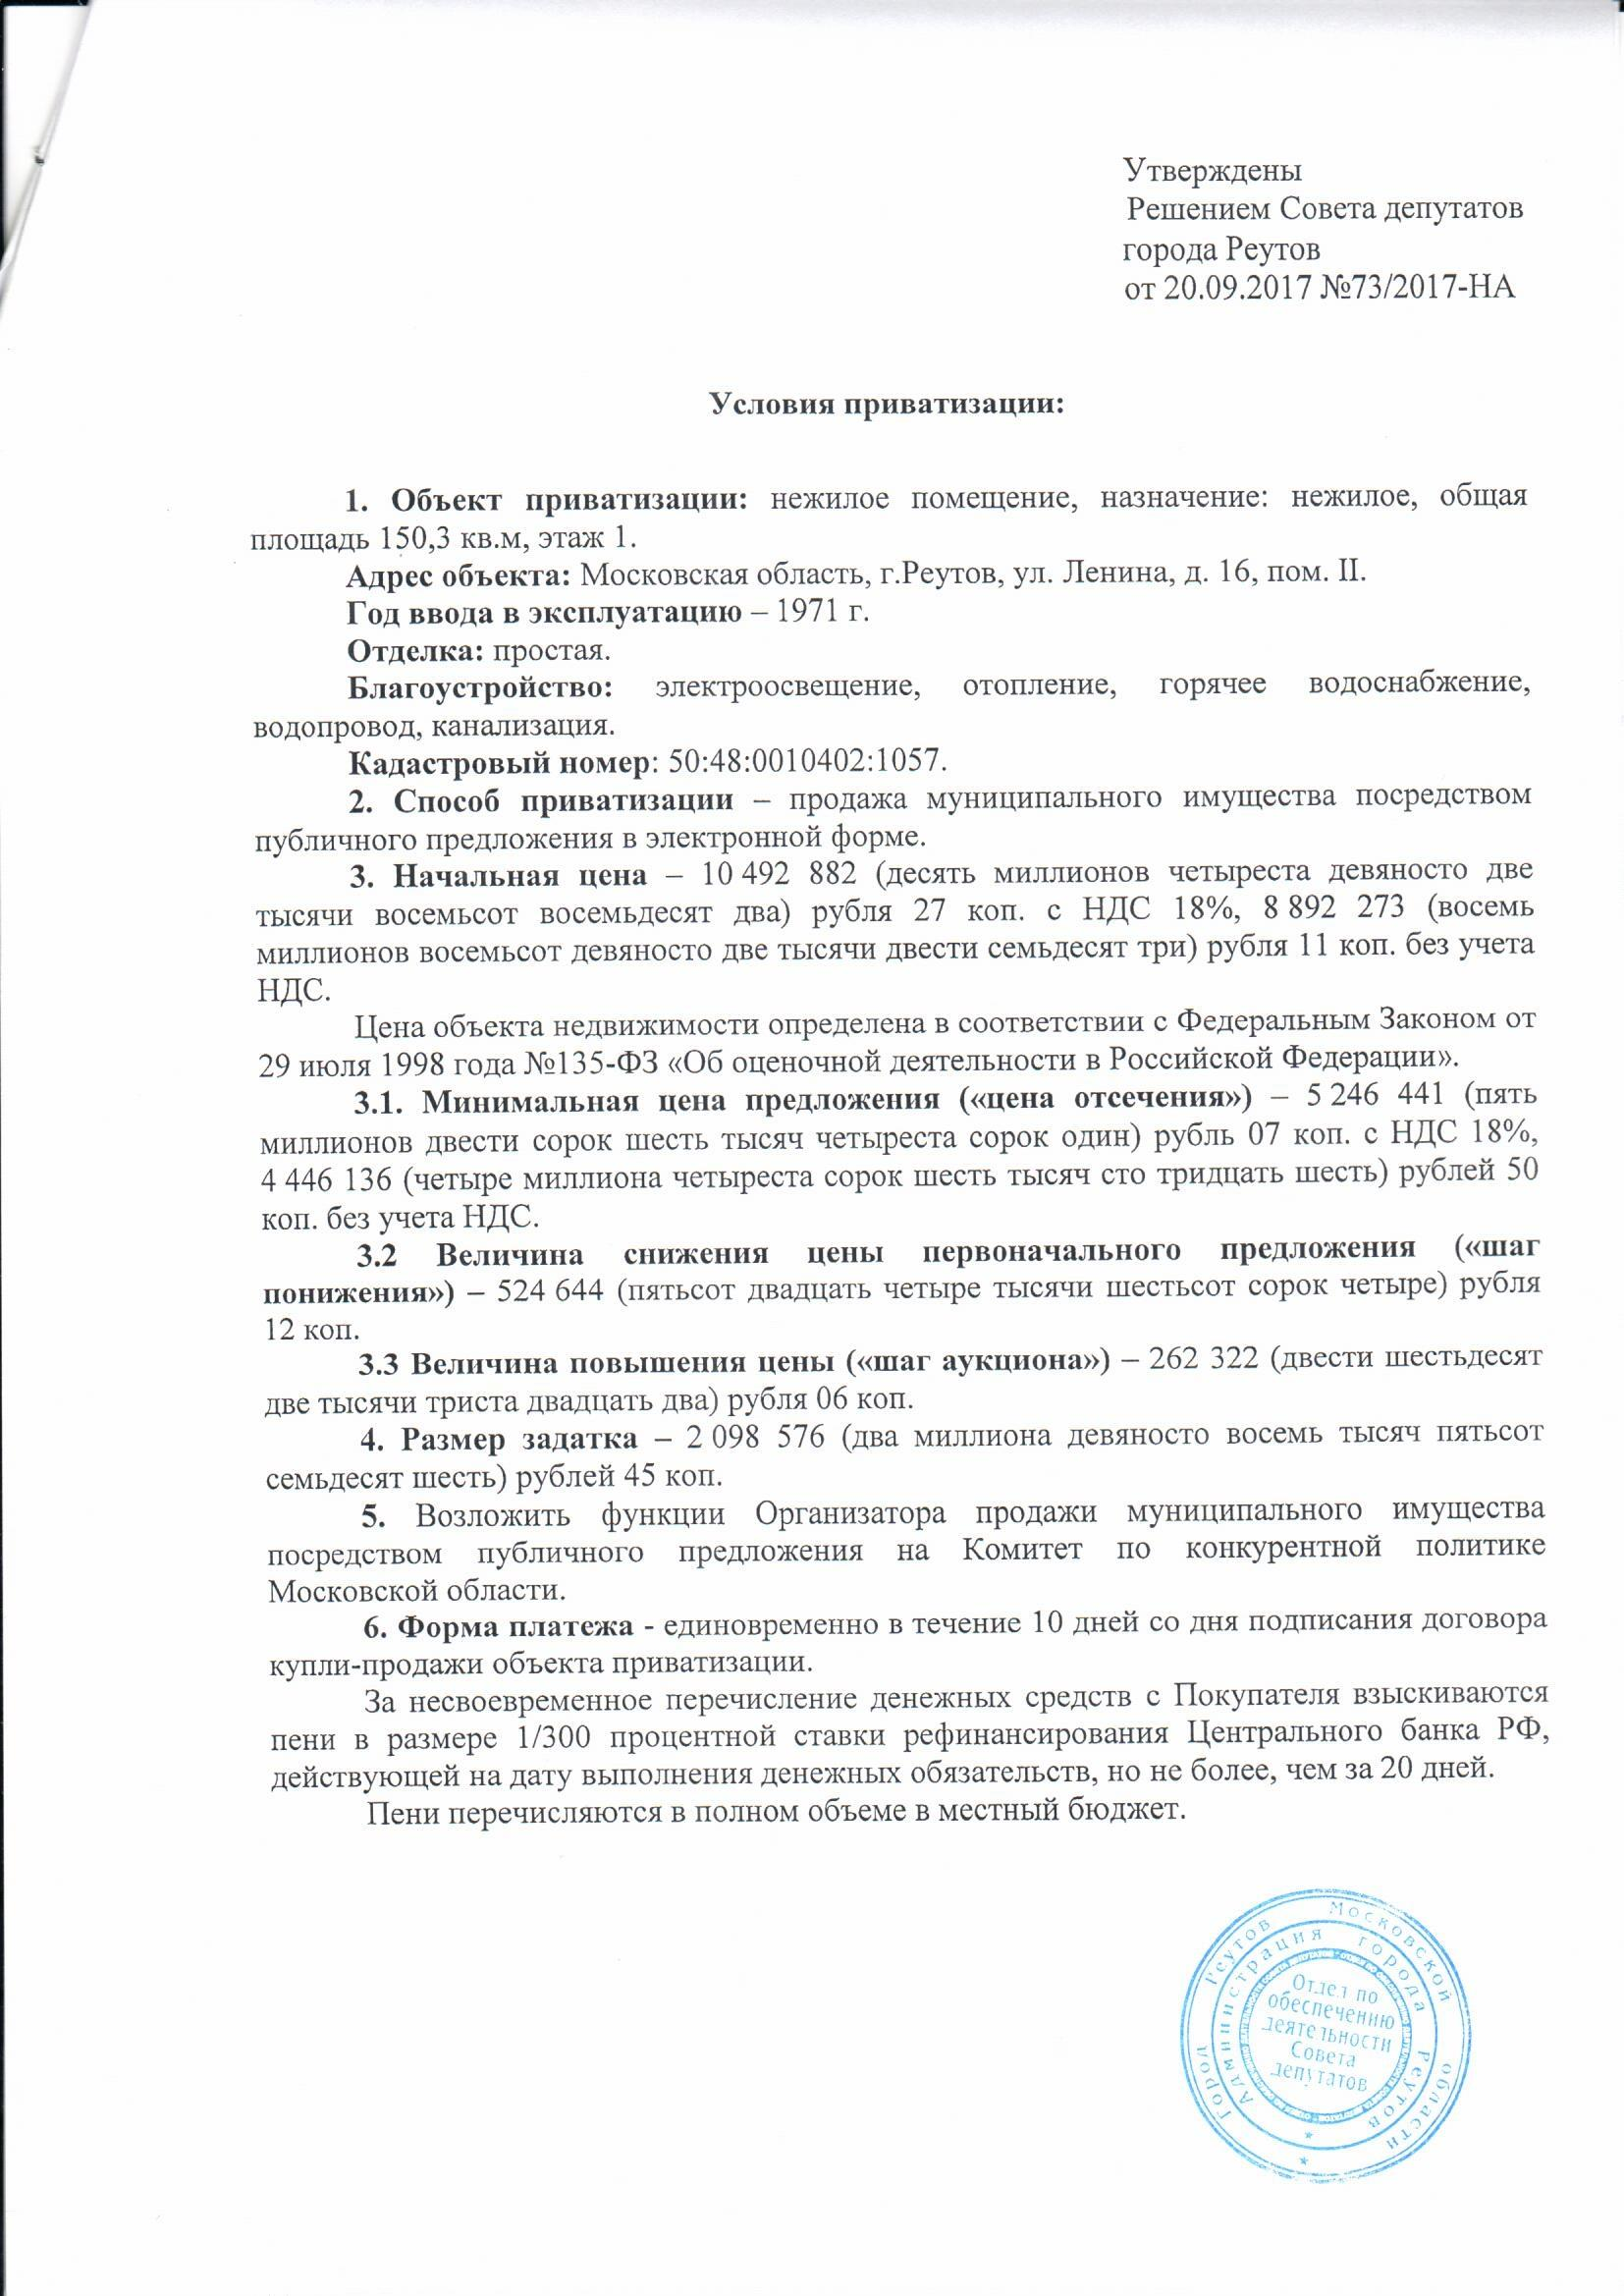 Утверждены
Решением Совета депутатов
города Реутов
от 20.09.2017 №73/2017-НА
Условия приватизации:
1. Объект приватизации: нежилое помещение, назначение: нежилое, общая
площадь 150,3 кв.м, этаж 1.
Адрес объекта: Московская область, г.Реутов, ул. Ленина, д. 16, пом. II.
Год ввода в эксплуатацию – 1971 г.
Отделка: простая.
Благоустройство: электроосвещение, отопление, горячее водоснабжение,
водопровод, канализация.
Кадастровый номер: 50:48:0010402:1057.
2. Способ приватизации – продажа муниципального имущества посредством
публичного предложения в электронной форме.
3. Начальная цена – 10 492 882 (десять миллионов четыреста девяносто две
тысячи восемьсот восемьдесят два) рубля 27 коп. с НДС 18%, 8 892 273 (восемь
миллионов восемьсот девяносто две тысячи двести семьдесят три) рубля 11 коп. без учета
НДС.
Цена объекта недвижимости определена в соответствии с Федеральным Законом от
29 июля 1998 года №135-ФЗ «Об оценочной деятельности в Российской Федерации».
3.1. Минимальная цена предложения («цена отсечения») – 5 246 441 (пять
миллионов двести сорок шесть тысяч четыреста сорок один) рубль 07 коп. с НДС 18%,
4 446 136 (четыре миллиона четыреста сорок шесть тысяч сто тридцать шесть) рублей 50
коп. без учета НДС.
3.2 Величина снижения цены первоначального предложения («шаг
понижения») – 524 644 (пятьсот двадцать четыре тысячи шестьсот сорок четыре) рубля
12 коп.
3.3 Величина повышения цены («шаг аукциона») – 262 322 (двести шестьдесят
две тысячи триста двадцать два) рубля 06 коп.
4. Размер задатка – 2 098 576 (два миллиона девяносто восемь тысяч пятьсот
семьдесят шесть) рублей 45 коп.
5. Возложить функции Организатора продажи муниципального имущества
посредством публичного предложения на Комитет по конкурентной политике
Московской области.
6. Форма платежа - единовременно в течение 10 дней со дня подписания договора
купли-продажи объекта приватизации.
За несвоевременное перечисление денежных средств с Покупателя взыскиваются
пени в размере 1/300 процентной ставки рефинансирования Центрального банка РФ,
действующей на дату выполнения денежных обязательств, но не более, чем за 20 дней.
Пени перечисляются в полном объеме в местный бюджет.
Город Реутов Московской области
Администрация города Реутов
Отдел по
обеспечению
деятельности
Совета
депутатов